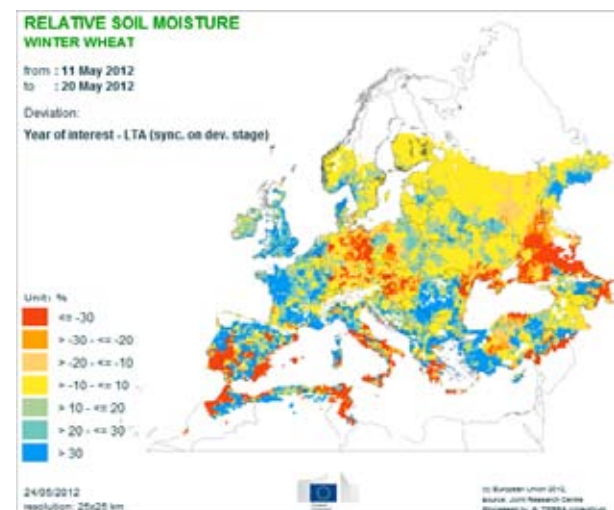 RELATIVE SOIL MOISTURE
WINTER WHEAT
from : 11 May 2012
to : 20 May 2012
Deviation:
Year of interest - LTA (sync. on dev. stage)
Unit: %
<= -30
> -30 - <= -20
> -20 - <= -10
> -10 - <= 10
> 10 - <= 20
> 20 - <= 30
> 30
24/05/2012
resolution: 25x25 km
(c) European Union 2012,
source: Joint Research Centre